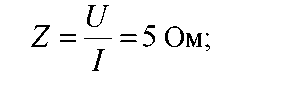 Z = U/I = 5 Ом;